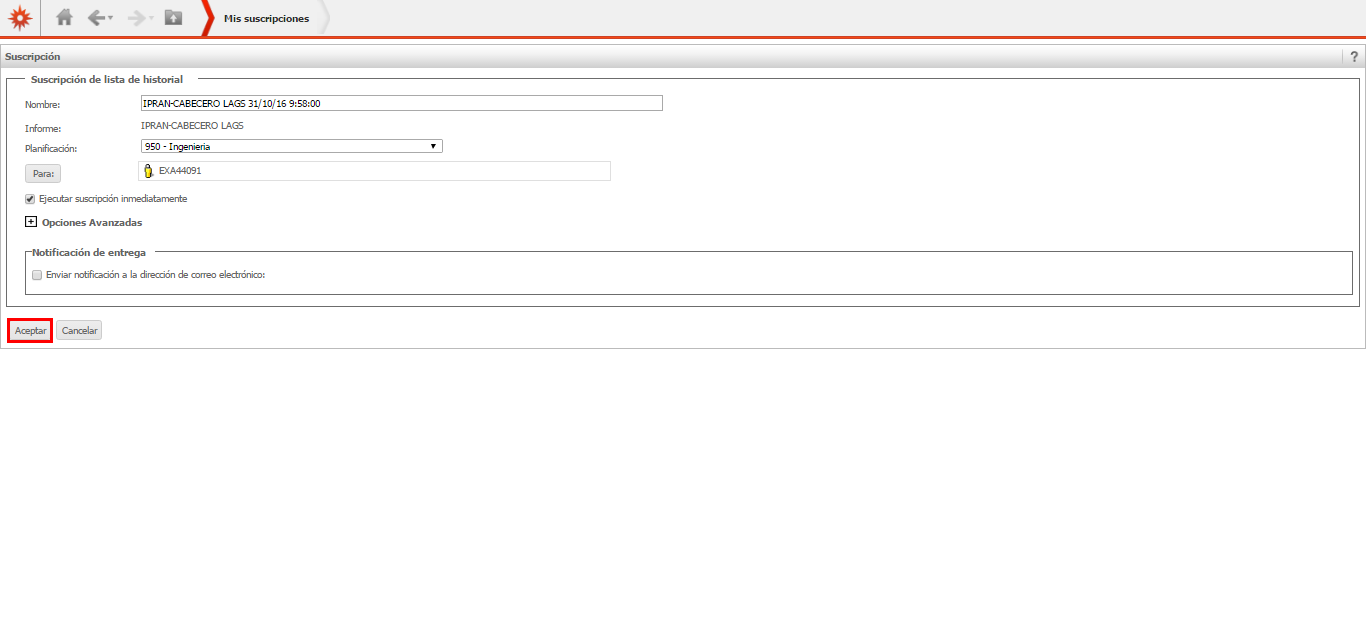 Mis suscripciones
Suscripción
?
Suscripción de lista de historial
Nombre: IPRAN-CABECERO LAGS 31/10/16 9:58:00
Informe: IPRAN-CABECERO LAGS
Planificación: 950 - Ingenieria
Para: EXA44091
Ejecutar suscripción inmediatamente
Opciones Avanzadas
Notificación de entrega
Enviar notificación a la dirección de correo electrónico:
Aceptar Cancelar